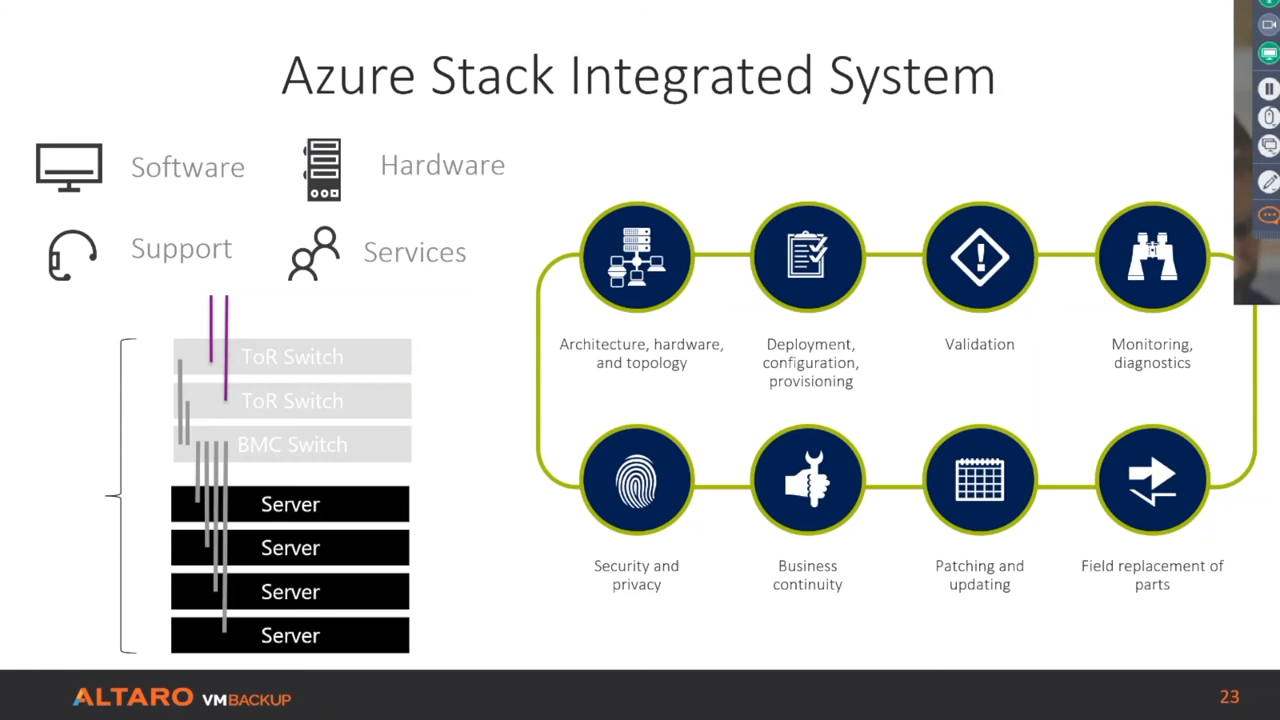 Azure Stack Integrated System
Software
Hardware
Support
Services
ToR Switch
ToR Switch
BMC Switch
Server
Server
Server
Server
Architecture, hardware,
and topology
Deployment,
configuration,
provisioning
Validation
Monitoring,
diagnostics
Security and
privacy
Business
continuity
Patching and
updating
Field replacement of
parts
ALTARO VMBACKUP
23